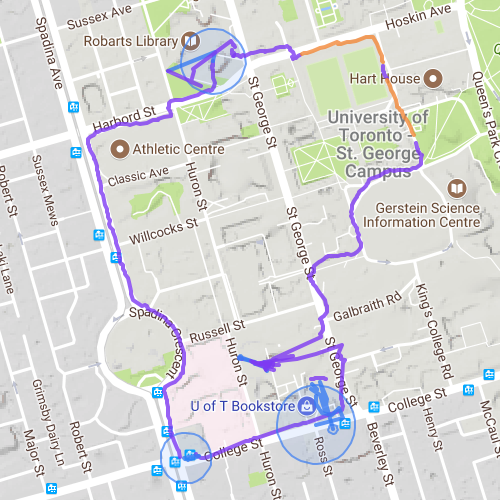 Sussex Ave
Hoskin Ave
Spadina Ave
Robarts Library
Hart House
Queen's Park Cr
Harbord St
St George St
University of
Toronto -
St. George
Campus
Athletic Centre
Classic Ave
Huron St
Sussex Mews
Robert St
Gerstein Science
Information Centre
Willcocks St
St George St
Galbraith Rd
King's College Rd
Spadina Crescent
Russell St
Huron St
St George St
Grimsby Dairy Ln
Major St
Robert St
U of T Bookstore
College St
College St
Ross St
Beverley St
Henry St
McCaul
Huron St